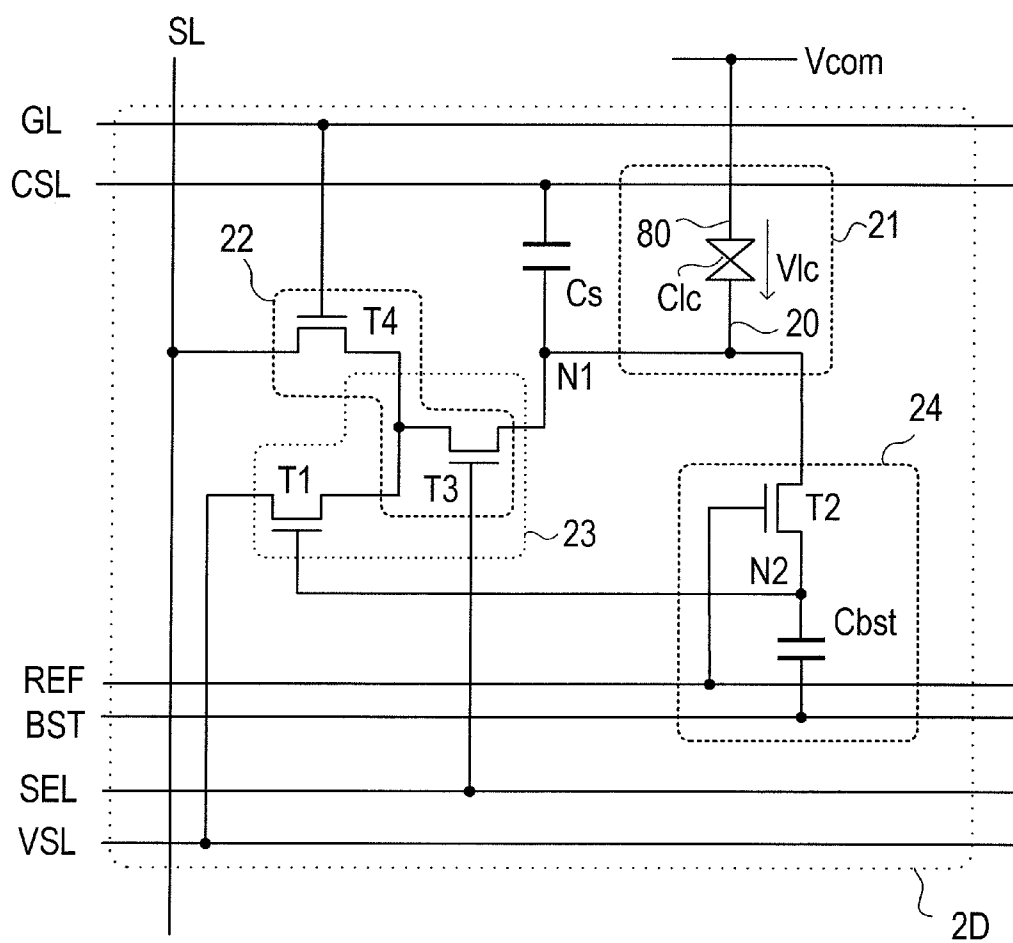 SL
Vcom
GL
CSL
22
80
21
Vlc
Clc
Cs
20
T4
N1
24
T1
T3
T2
23
N2
Cbst
REF
BST
SEL
VSL
2D